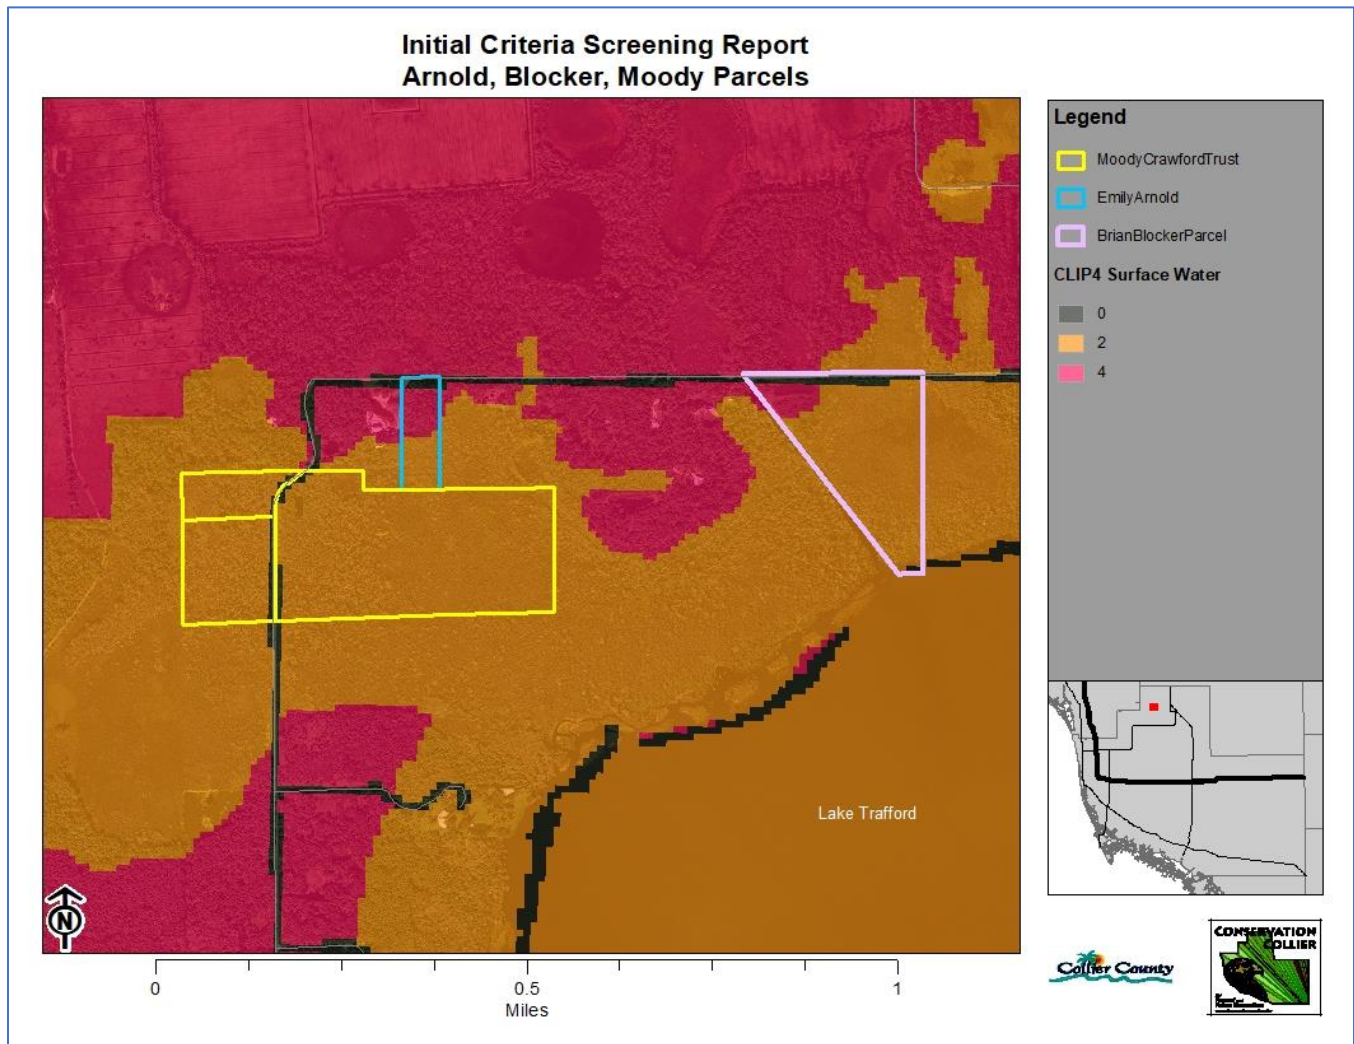 Initial Criteria Screening Report
Arnold, Blocker, Moody Parcels
Legend
MoodyCrawfordTrust
EmilyArnold
BrianBlockerParcel
CLIP4 Surface Water
0
2
4
Lake Trafford
N
0
0.5
1
Miles
Collier County
CONSERVATION
COLLIER